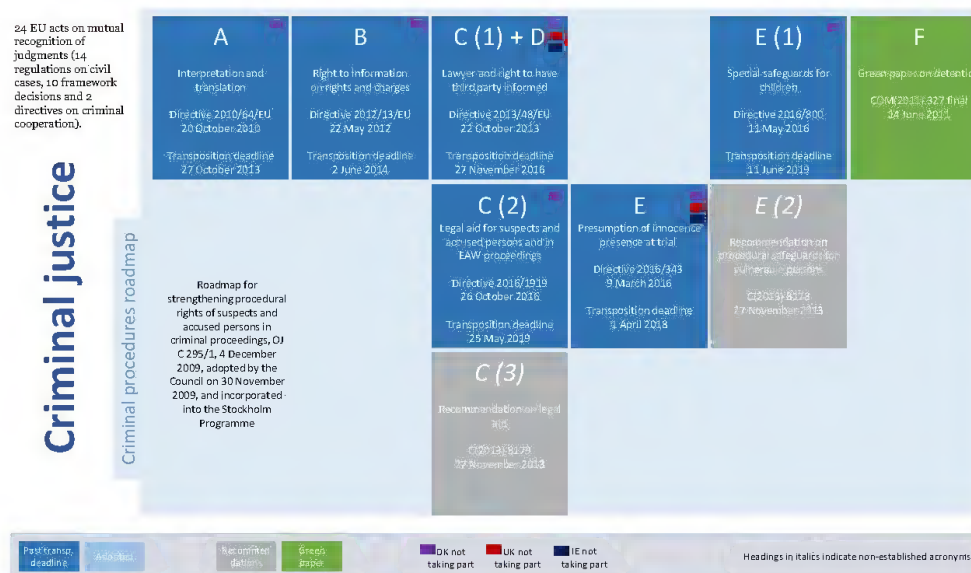 24 EU acts on mutual
recognition of
judgments (14
regulations on civil
cases, 10 framework
decisions and 2
directives on criminal
cooperation).
Criminal justice
Criminal procedures roadmap
A
Interpretation and
translation
Directive 2010/64/EU
20 October 2010
Transposition deadline
27 October 2013
B
Right to information
on rights and charges
Directive 2012/13/EU
22 May 2012
Transposition deadline
2 June 2014
C (1) + D
Lawyer and right to have
third party informed
Directive 2013/48/EU
22 October 2013
Transposition deadline
27 November 2016
E (1)
Special safeguards for
children
Directive 2016/800
11 May 2016
Transposition deadline
11 June 2019
F
Green paper on detention
COM(2011) 327 final
14 June 2011
C (2)
Legal aid for suspects and
accused persons and in
EAW proceedings
Directive 2016/1919
26 October 2016
Transposition deadline
25 May 2019
E
Presumption of innocence
presence at trial
Directive 2016/343
9 March 2016
Transposition deadline
1 April 2018
E (2)
Recommendation on
procedural safeguards for
vulnerable persons
C(2013) 8178
27 November 2013
Roadmap for
strengthening procedural
rights of suspects and
accused persons in
criminal proceedings, OJ
C 295/1, 4 December
2009, adopted by the
Council on 30 November
2009, and incorporated
into the Stockholm
Programme
C (3)
Recommendation on legal
aid
C(2013) 8179
27 November 2013
Past transp.
deadline
Adopted
Recommen
dations
Green
paper
DK not
taking part
UK not
taking part
IE not
taking part
Headings in italics indicate non-established acronyms